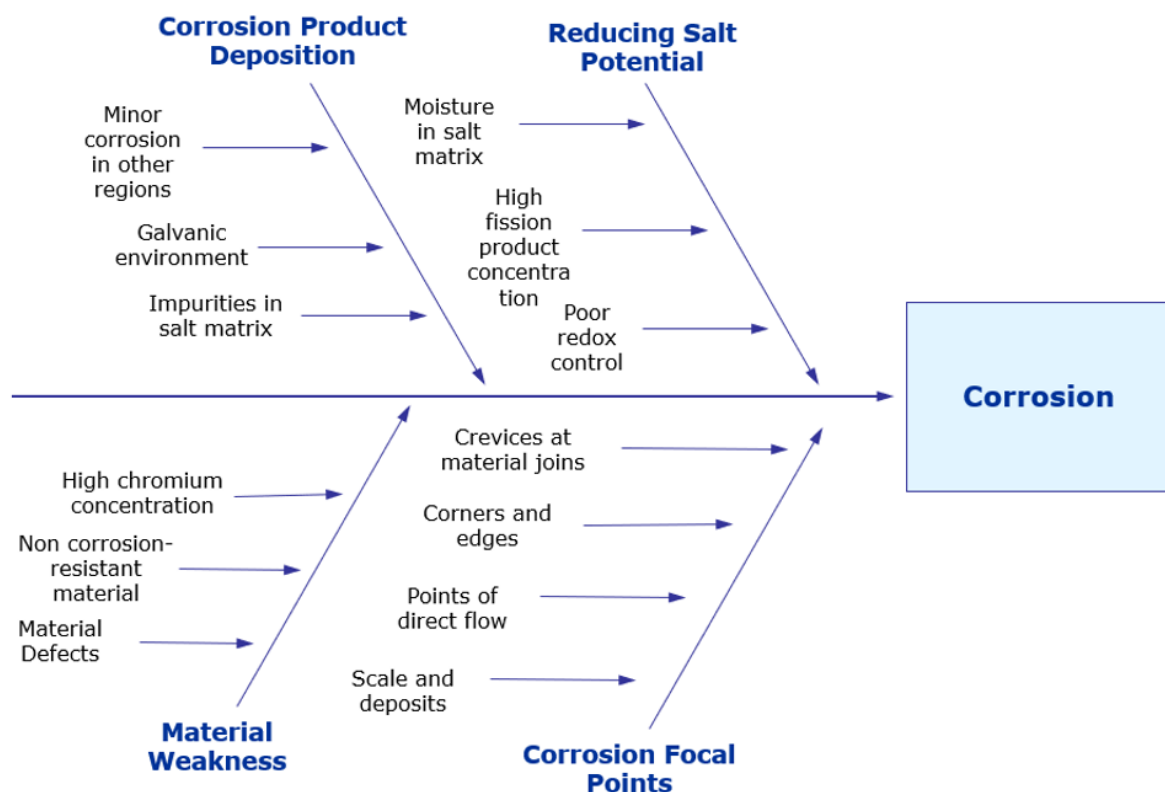 Corrosion Product
Deposition
Minor
corrosion
in other
regions
Galvanic
environment
Impurities in
salt matrix
Reducing Salt
Potential
Moisture
in salt
matrix
High
fission
product
concentra
tion
Poor
redox
control
Corrosion
High chromium
concentration
Non corrosion-
resistant
material
Material
Defects
Material
Weakness
Crevices at
material joins
Corners and
edges
Points of
direct flow
Scale and
deposits
Corrosion Focal
Points